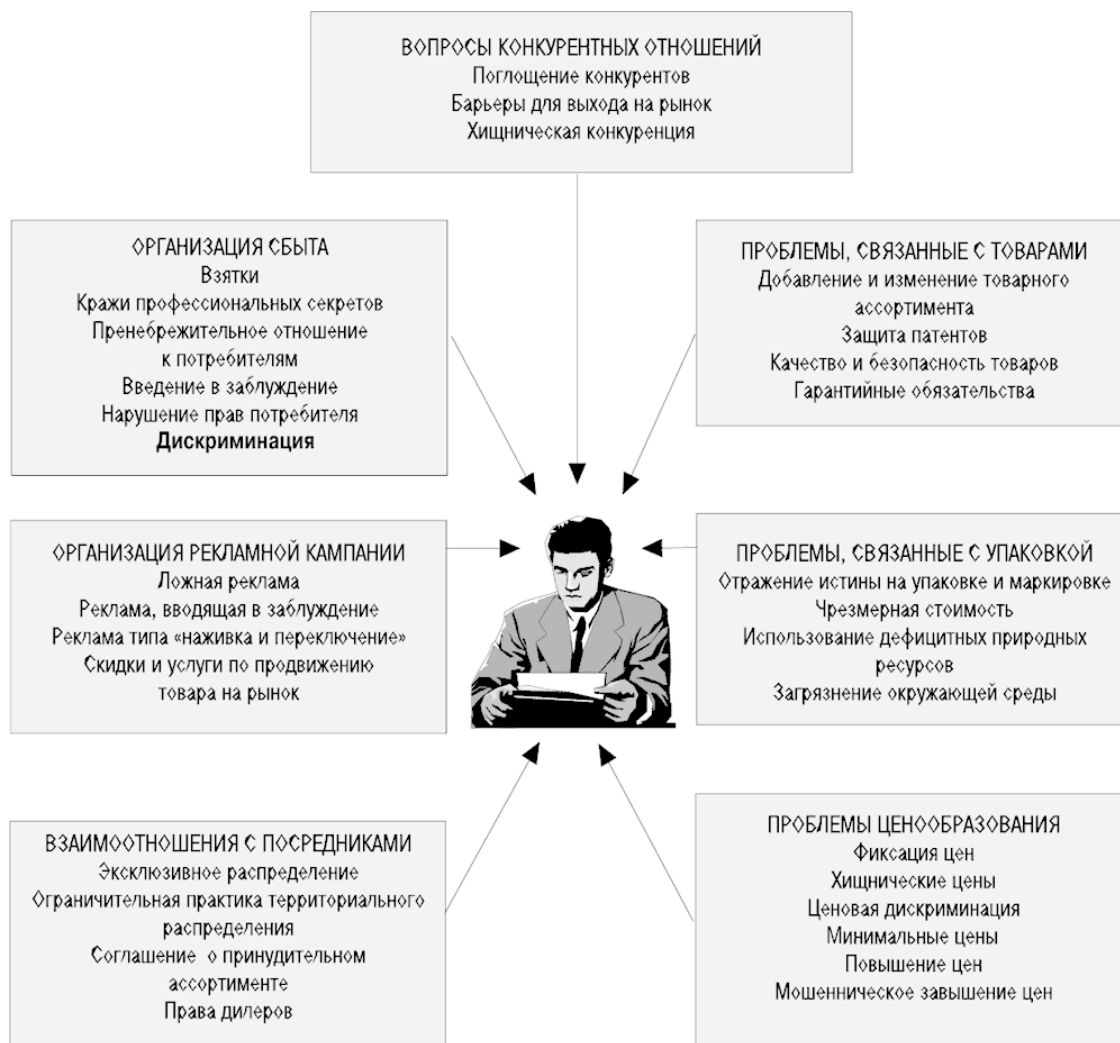 ВОПРОСЫ КОНКУРЕНТНЫХ ОТНОШЕНИЙ
Поглощение конкурентов
Барьеры для выхода на рынок
Хищническая конкуренция
ОРГАНИЗАЦИЯ СБЫТА
Взятки
Кражи профессиональных секретов
Пренебрежительное отношение
к потребителям
Введение в заблуждение
Нарушение прав потребителя
Дискриминация
ПРОБЛЕМЫ, СВЯЗАННЫЕ С ТОВАРАМИ
Добавление и изменение товарного
ассортимента
Защита патентов
Качество и безопасность товаров
Гарантийные обязательства
ОРГАНИЗАЦИЯ РЕКЛАМНОЙ КАМПАНИИ
Ложная реклама
Реклама, вводящая в заблуждение
Реклама типа «наживка и переключение»
Скидки и услуги по продвижению
товара на рынок
ПРОБЛЕМЫ, СВЯЗАННЫЕ С УПАКОВКОЙ
Отражение истины на упаковке и маркировке
Чрезмерная стоимость
Использование дефицитных природных
ресурсов
Загрязнение окружающей среды
ВЗАИМООТНОШЕНИЯ С ПОСРЕДНИКАМИ
Эксклюзивное распределение
Ограничительная практика территориального
распределения
Соглашение о принудительном
ассортименте
Права дилеров
ПРОБЛЕМЫ ЦЕНООБРАЗОВАНИЯ
Фиксация цен
Хищнические цены
Ценовая дискриминация
Минимальные цены
Повышение цен
Мошенническое завышение цен